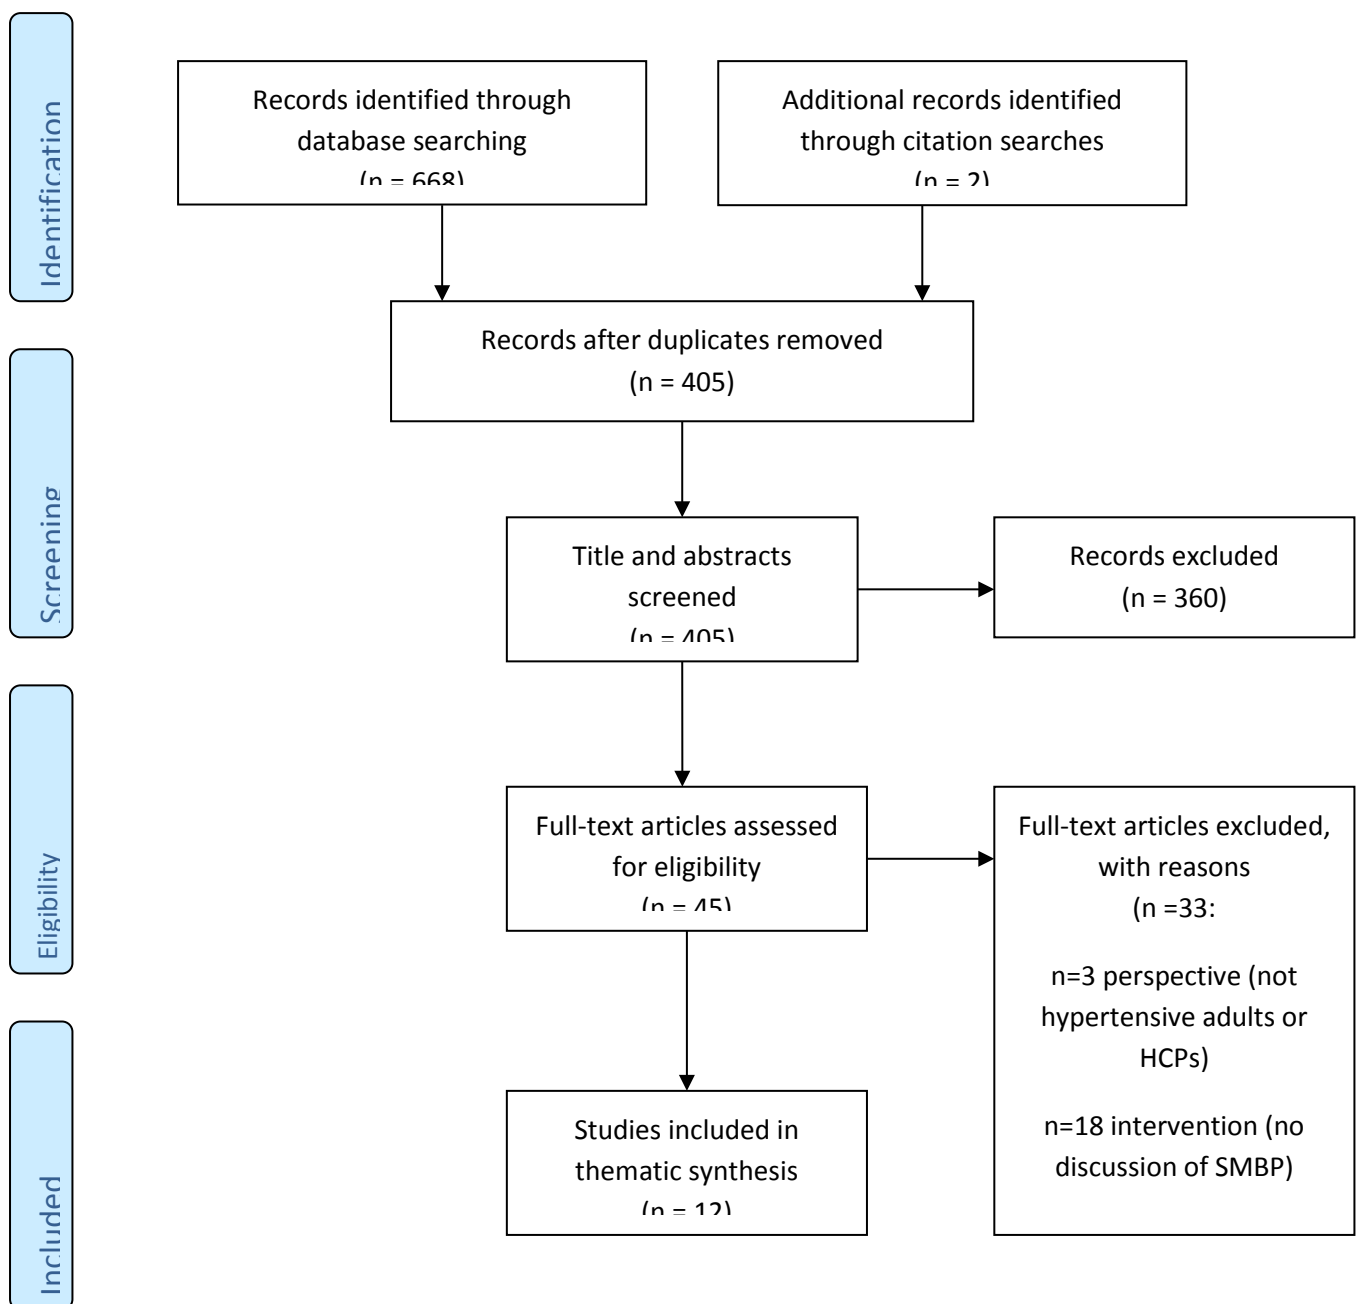 Identification
Records identified through
database searching
(n = 668)
Additional records identified
through citation searches
(n = 2)
Records after duplicates removed
(n = 405)
Screening
Title and abstracts
screened
(n = 405)
Records excluded
(n = 360)
Eligibility
Full-text articles assessed
for eligibility
(n = 45)
Full-text articles excluded,
with reasons
(n =33:
n=3 perspective (not
hypertensive adults or
HCPs)
n=18 intervention (no
discussion of SMBP)
Included
Studies included in
thematic synthesis
(n = 12)